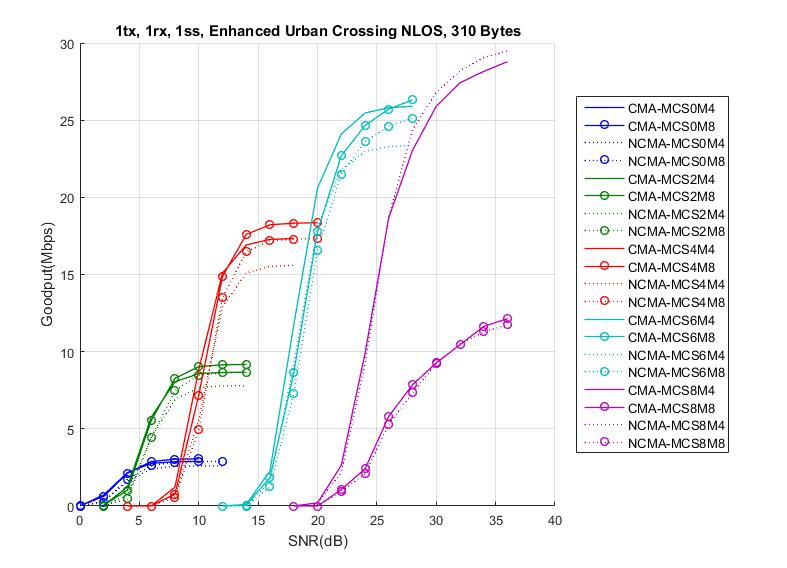 1tx, 1rx, 1ss, Enhanced Urban Crossing NLOS, 310 Bytes
30
25
20
15
10
5
0
Goodput(Mbps)
0 5 10 15 20 25 30 35 40
SNR(dB)
CMA-MCS0M4
CMA-MCS0M8
NCMA-MCS0M4
NCMA-MCS0M8
CMA-MCS2M4
CMA-MCS2M8
NCMA-MCS2M4
NCMA-MCS2M8
CMA-MCS4M4
CMA-MCS4M8
NCMA-MCS4M4
NCMA-MCS4M8
CMA-MCS6M4
CMA-MCS6M8
NCMA-MCS6M4
NCMA-MCS6M8
CMA-MCS8M4
CMA-MCS8M8
NCMA-MCS8M4
NCMA-MCS8M8